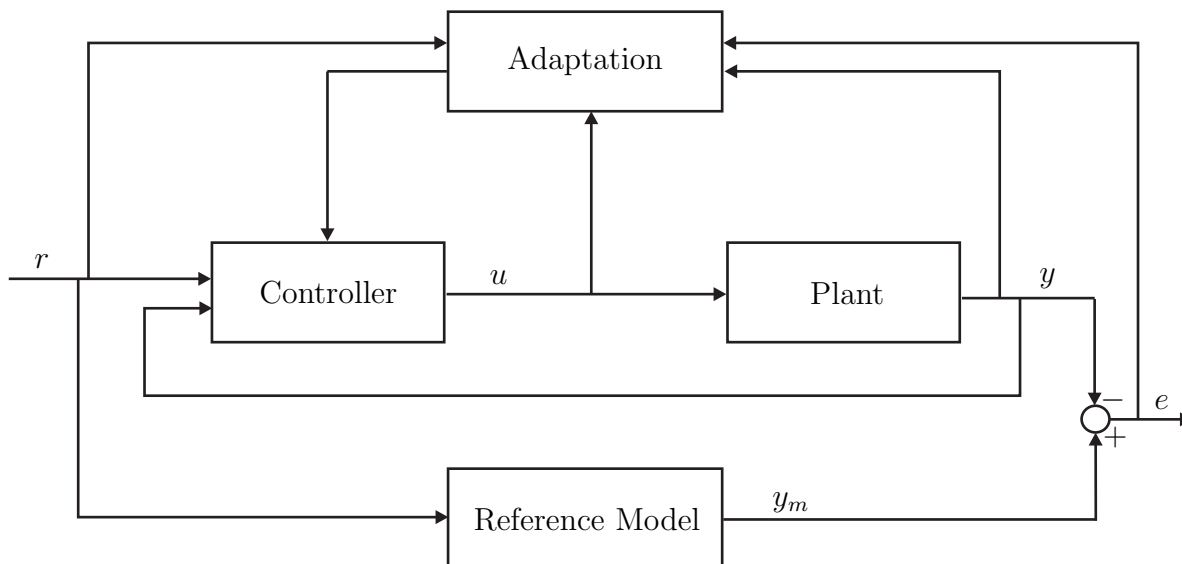 Adaptation
r
Controller
u
Plant
y
−
e
+
Reference Model
y_m